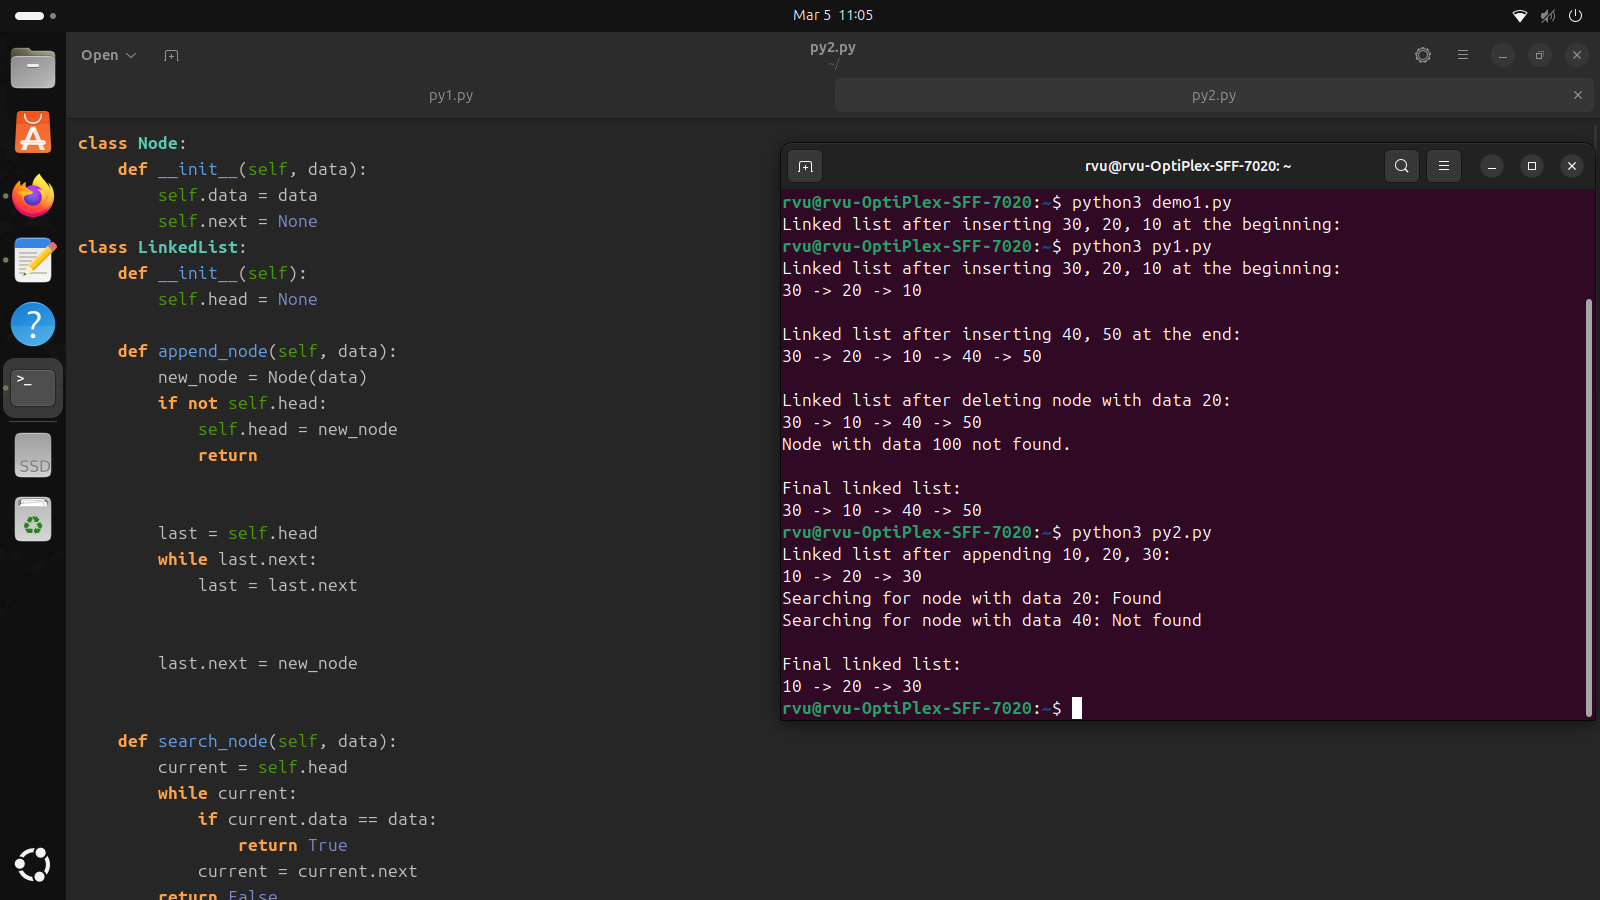 Mar 5 11:05
Open
py2.py
~/
py1.py
py2.py
class Node:
    def __init__(self, data):
        self.data = data
        self.next = None
class LinkedList:
    def __init__(self):
        self.head = None
    def append_node(self, data):
        new_node = Node(data)
        if not self.head:
            self.head = new_node
            return
        last = self.head
        while last.next:
            last = last.next
        last.next = new_node
    def search_node(self, data):
        current = self.head
        while current:
            if current.data == data:
                return True
            current = current.next
        return False
rvu@rvu-OptiPlex-SFF-7020: ~
rvu@rvu-OptiPlex-SFF-7020:~$ python3 demo1.py
Linked list after inserting 30, 20, 10 at the beginning:
rvu@rvu-OptiPlex-SFF-7020:~$ python3 py1.py
Linked list after inserting 30, 20, 10 at the beginning:
30 -> 20 -> 10
Linked list after inserting 40, 50 at the end:
30 -> 20 -> 10 -> 40 -> 50
Linked list after deleting node with data 20:
30 -> 10 -> 40 -> 50
Node with data 100 not found.
Final linked list:
30 -> 10 -> 40 -> 50
rvu@rvu-OptiPlex-SFF-7020:~$ python3 py2.py
Linked list after appending 10, 20, 30:
10 -> 20 -> 30
Searching for node with data 20: Found
Searching for node with data 40: Not found
Final linked list:
10 -> 20 -> 30
rvu@rvu-OptiPlex-SFF-7020:~$
>_
SSD